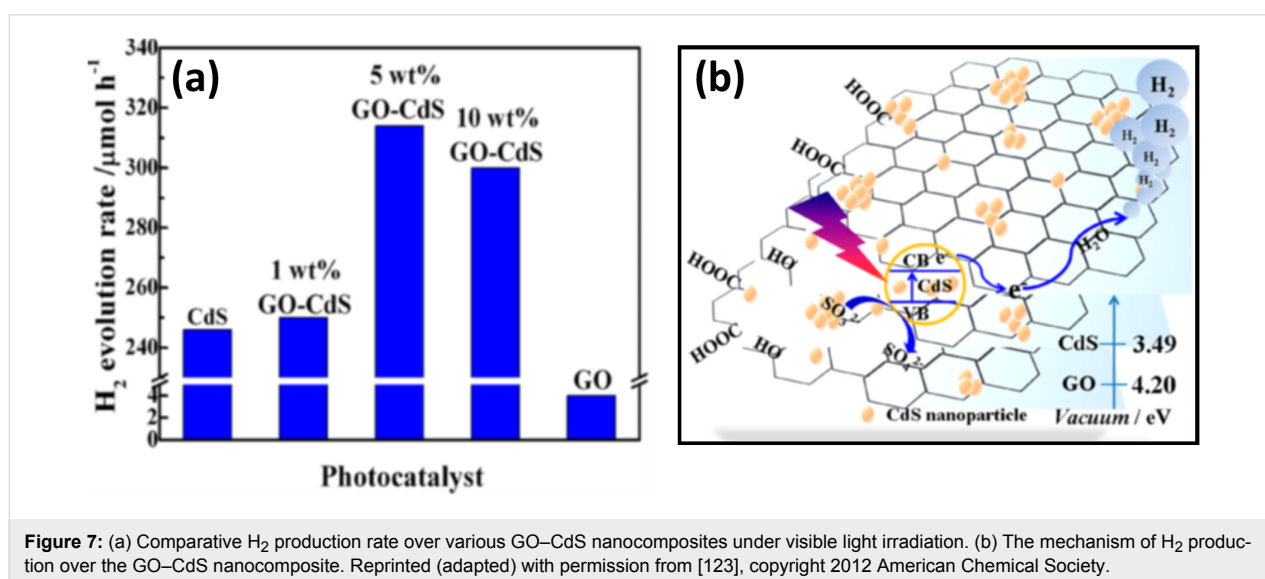 (a)
340
320
300
280
260
240
4
2
0
H₂ evolution rate /μmol h⁻¹
CdS
1 wt%
GO-CdS
5 wt%
GO-CdS
10 wt%
GO-CdS
GO
Photocatalyst
(b)
HOOC
HOOC
HOOC
HOOC
HO
HO
H₂
H₂
H₂
H₂
H₂
H₂O
CB e⁻
CdS
VB
e⁻
SO₃²⁻
SO₄²⁻
CdS 3.49
GO 4.20
Vacuum / eV
CdS nanoparticle
Figure 7: (a) Comparative H₂ production rate over various GO–CdS nanocomposites under visible light irradiation. (b) The mechanism of H₂ produc-
tion over the GO–CdS nanocomposite. Reprinted (adapted) with permission from [123], copyright 2012 American Chemical Society.